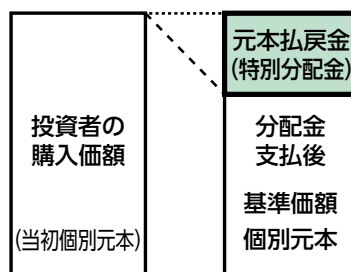 投資者の
購入価額
(当初個別元本)
元本払戻金
(特別分配金)
分配金
支払後
基準価額
個別元本